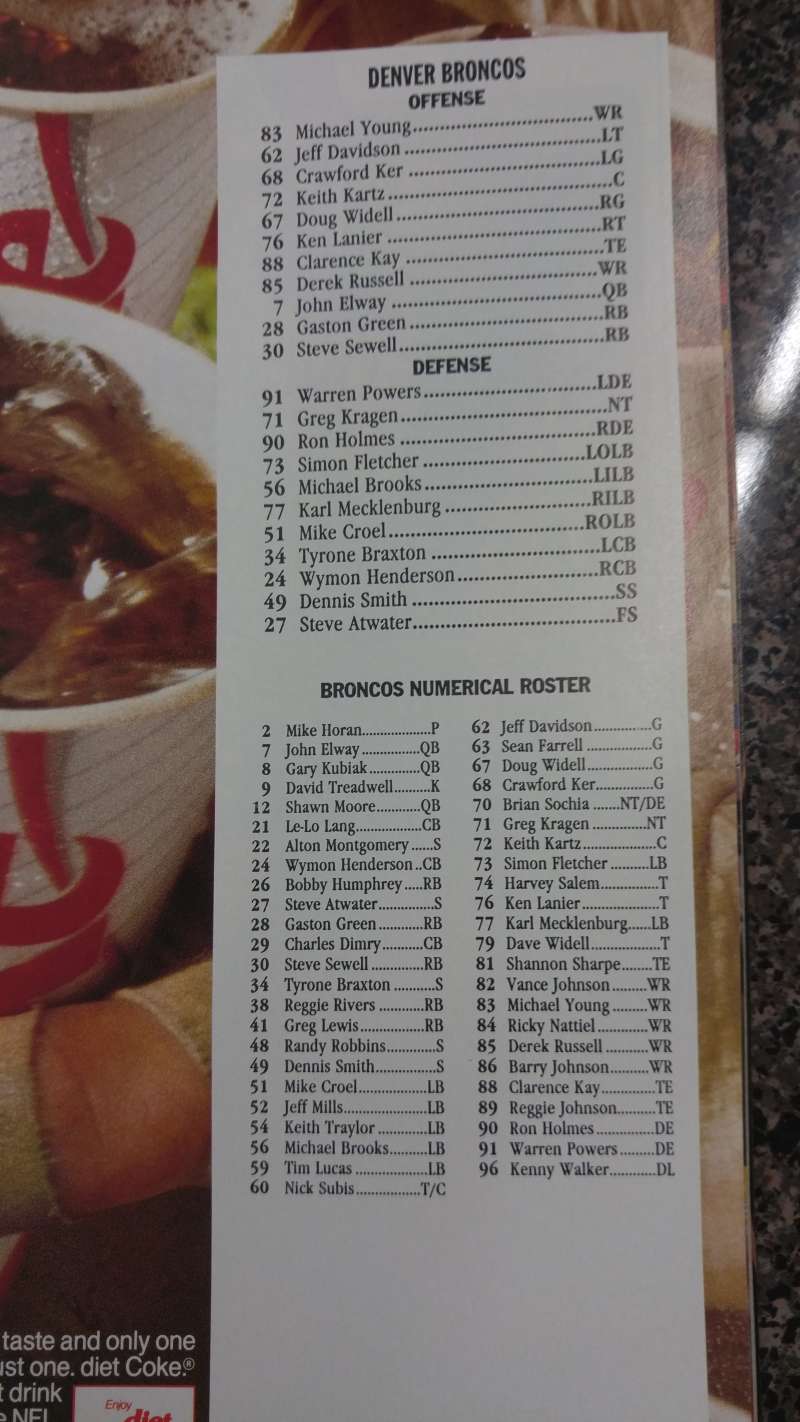 DENVER BRONCOS
OFFENSE
83 Michael Young....................WR
62 Jeff Davidson....................LT
68 Crawford Ker....................LG
72 Keith Kartz....................C
67 Doug Widell....................RG
76 Ken Lanier....................RT
88 Clarence Kay....................TE
85 Derek Russell....................WR
7 John Elway....................QB
28 Gaston Green....................RB
30 Steve Sewell....................RB
DEFENSE
91 Warren Powers....................LDE
71 Greg Kragen....................NT
90 Ron Holmes....................RDE
73 Simon Fletcher....................LOLB
56 Michael Brooks....................LILB
77 Karl Mecklenburg....................RILB
51 Mike Croel....................ROLB
34 Tyrone Braxton....................LCB
24 Wymon Henderson....................RCB
49 Dennis Smith....................SS
27 Steve Atwater....................FS
BRONCOS NUMERICAL ROSTER
2 Mike Horan..................P
7 John Elway...............QB
8 Gary Kubiak.............QB
9 David Treadwell..........K
12 Shawn Moore...........QB
21 Le-Lo Lang.................CB
22 Alton Montgomery......S
24 Wymon Henderson..CB
26 Bobby Humphrey.....RB
27 Steve Atwater..............S
28 Gaston Green............RB
29 Charles Dimry...........CB
30 Steve Sewell..............RB
34 Tyrone Braxton...........S
38 Reggie Rivers............RB
41 Greg Lewis.................RB
48 Randy Robbins.............S
49 Dennis Smith................S
51 Mike Croel..................LB
52 Jeff Mills......................LB
54 Keith Traylor.............LB
56 Michael Brooks..........LB
59 Tim Lucas...................LB
60 Nick Subis.................T/C
62 Jeff Davidson...............G
63 Sean Farrell.................G
67 Doug Widell.................G
68 Crawford Ker...............G
70 Brian Sochia.......NT/DE
71 Greg Kragen..............NT
72 Keith Kartz...................C
73 Simon Fletcher..........LB
74 Harvey Salem...............T
76 Ken Lanier....................T
77 Karl Mecklenburg......LB
79 Dave Widell..................T
81 Shannon Sharpe........TE
82 Vance Johnson.........WR
83 Michael Young.........WR
84 Ricky Nattiel.............WR
85 Derek Russell...........WR
86 Barry Johnson..........WR
88 Clarence Kay..............TE
89 Reggie Johnson..........TE
90 Ron Holmes...............DE
91 Warren Powers.........DE
96 Kenny Walker............DL
taste and only one
ust one. diet Coke.®
t drink
e NFL
Enjoy
diet